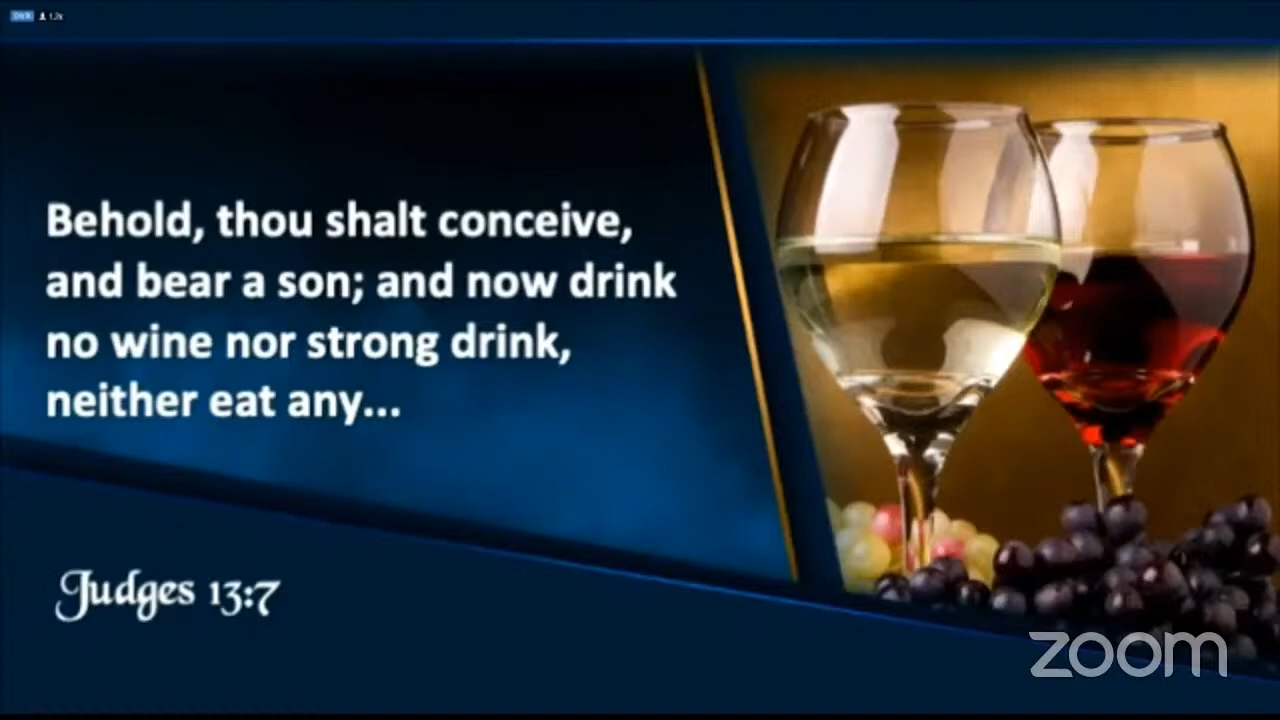 Behold, thou shalt conceive,
and bear a son; and now drink
no wine nor strong drink,
neither eat any...
Judges 13:7
zoom